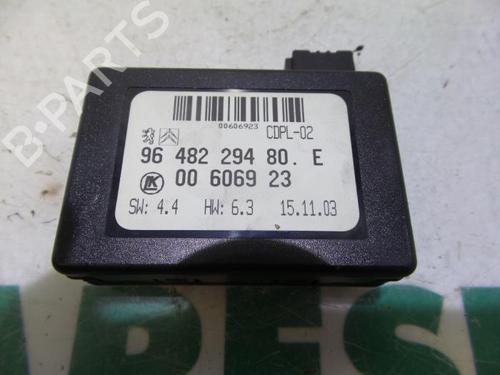 B-PARTS
00606923
CDPL-02
96 482 294 80. E
K 00 6069 23
SW: 4.4 HW: 6.3 15.11.03